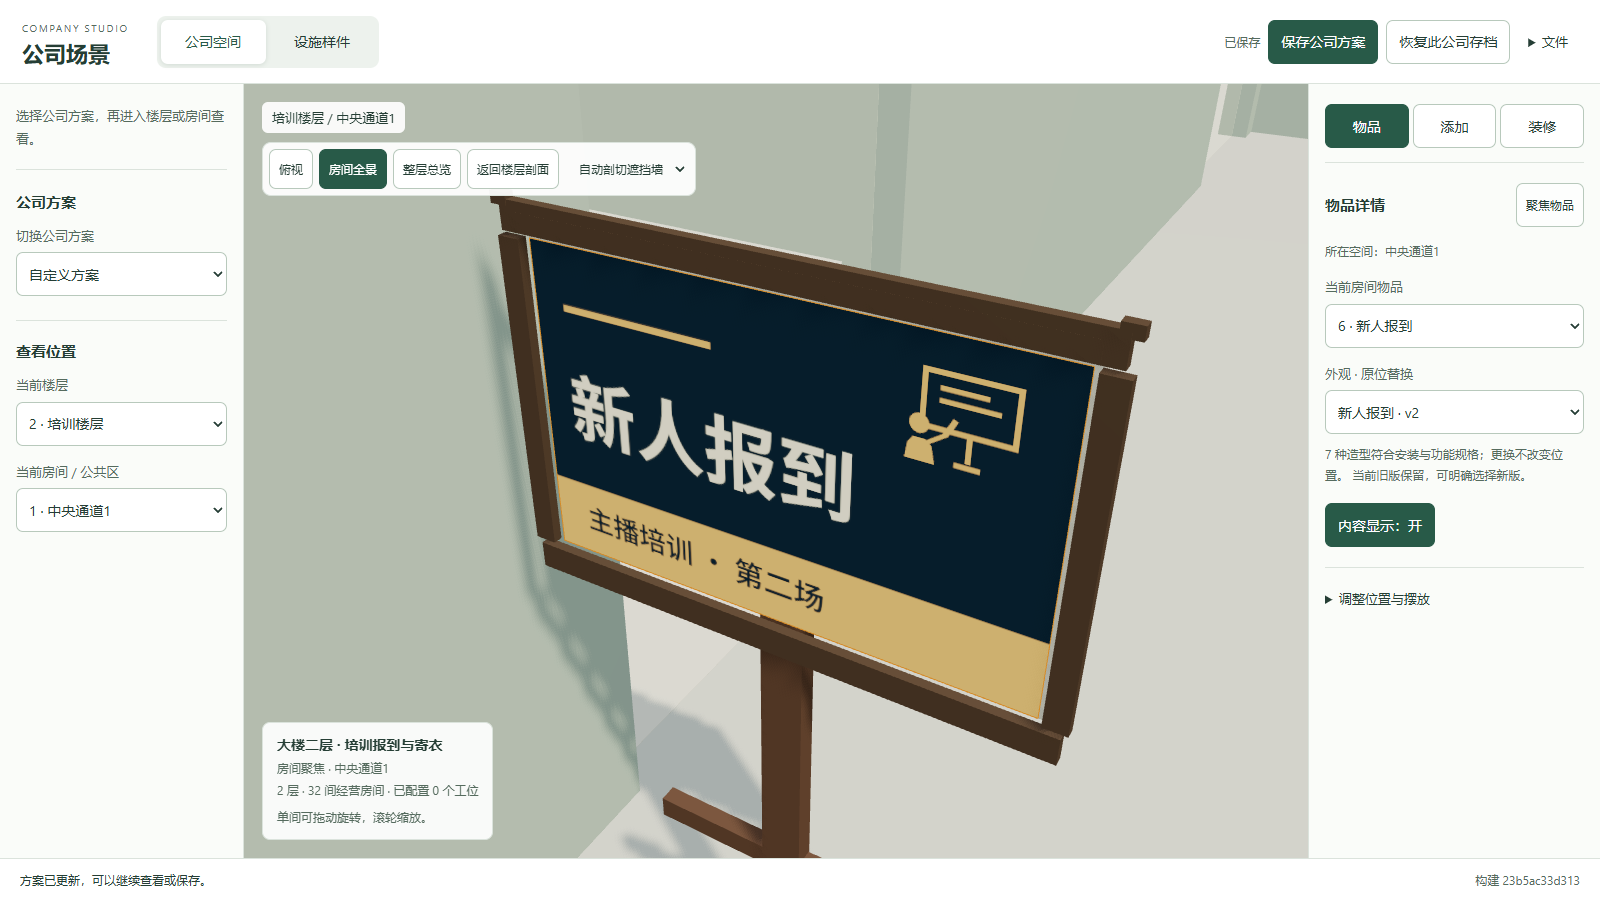 COMPANY STUDIO
公司场景
公司空间
设施样件
已保存
保存公司方案
恢复此公司存档
文件
选择公司方案，再进入楼层或房间查看。
公司方案
切换公司方案
自定义方案
查看位置
当前楼层
2 · 培训楼层
当前房间 / 公共区
1 · 中央通道1
培训楼层 / 中央通道1
俯视
房间全景
整层总览
返回楼层剖面
自动剖切遮挡墙
新人报到
主播培训 · 第二场
大楼二层 · 培训报到与寄衣
房间聚焦 · 中央通道1
2 层 · 32 间经营房间 · 已配置 0 个工位
单间可拖动旋转，滚轮缩放。
物品
添加
装修
物品详情
聚焦物品
所在空间：中央通道1
当前房间物品
6 · 新人报到
外观 · 原位替换
新人报到 · v2
7 种造型符合安装与功能规格；更换不改变位置。 当前旧版保留，可明确选择新版。
内容显示：开
调整位置与摆放
方案已更新，可以继续查看或保存。
构建 23b5ac33d313